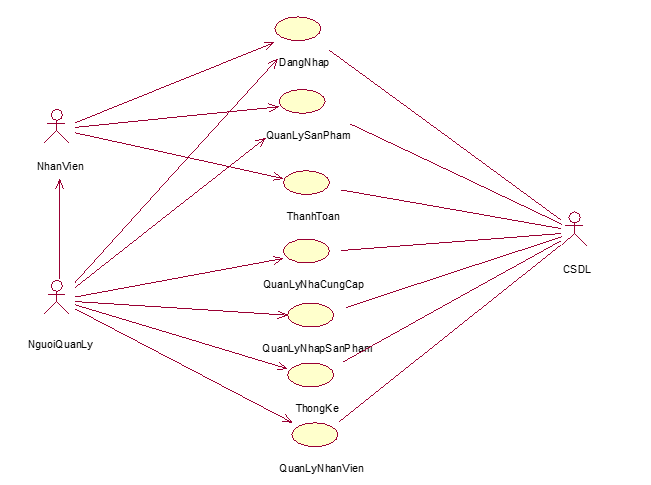 DangNhap
QuanLySanPham
NhanVien
ThanhToan
CSDL
QuanLyNhaCungCap
NguoiQuanLy
QuanLyNhapSanPham
ThongKe
QuanLyNhanVien